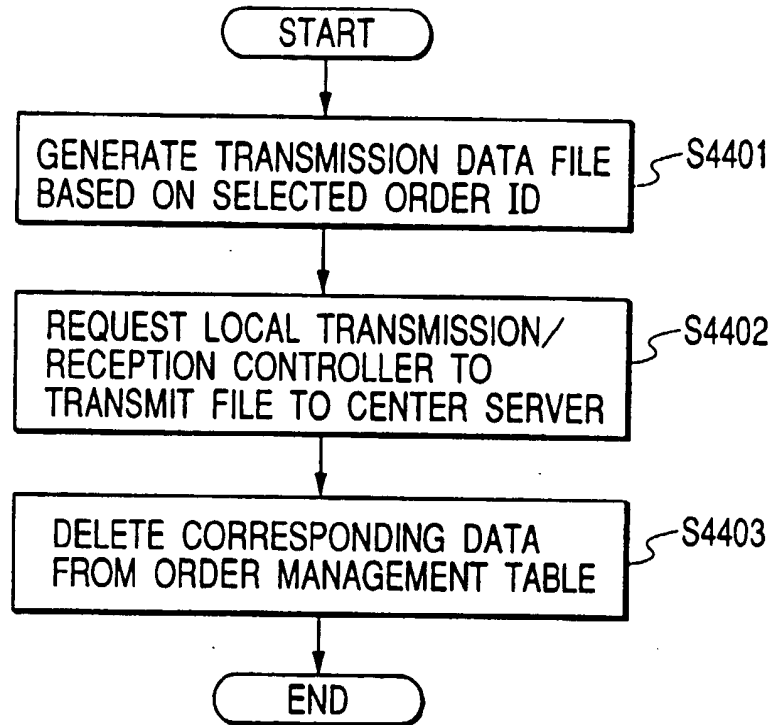 START
GENERATE TRANSMISSION DATA FILE
BASED ON SELECTED ORDER ID
S4401
REQUEST LOCAL TRANSMISSION/
RECEPTION CONTROLLER TO
TRANSMIT FILE TO CENTER SERVER
S4402
DELETE CORRESPONDING DATA
FROM ORDER MANAGEMENT TABLE
S4403
END